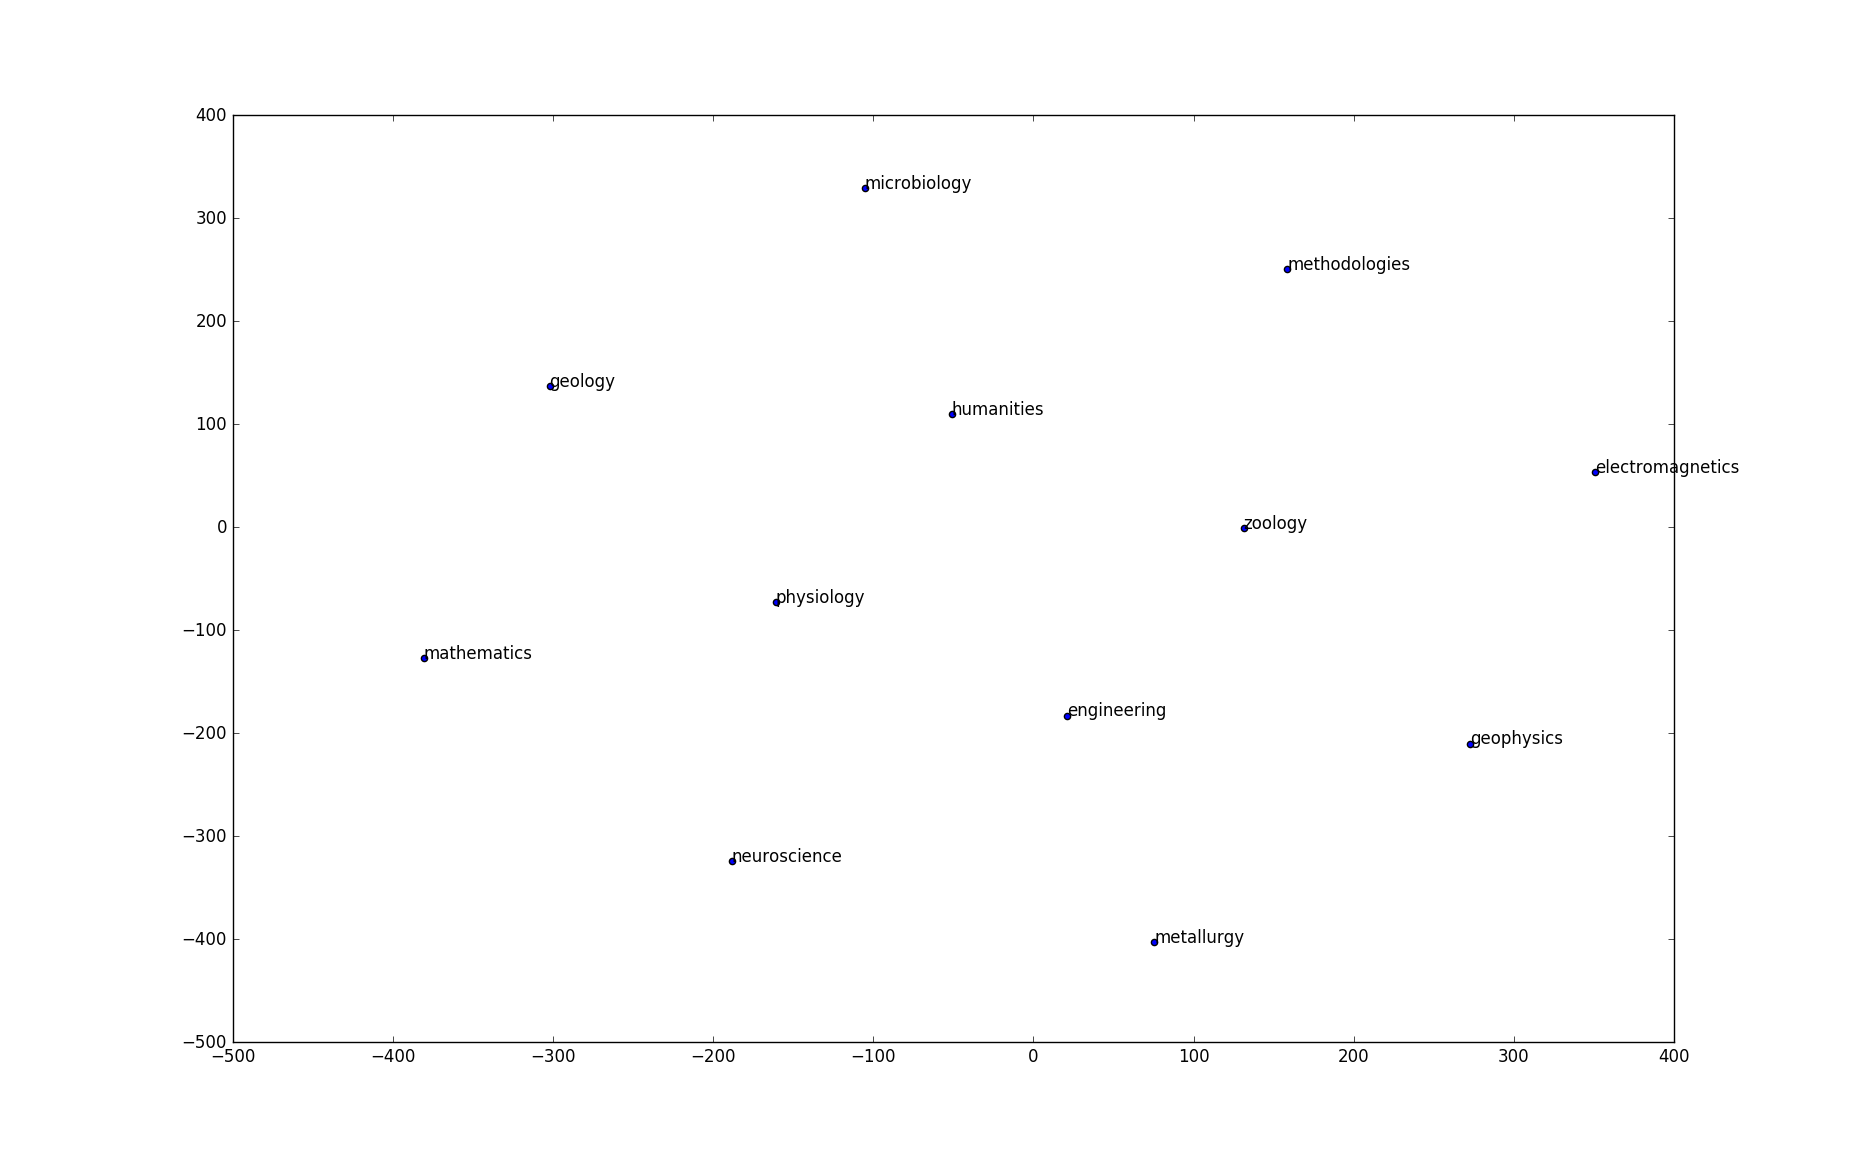 400
microbiology
300
methodologies
200
geology
humanities
100
electromagnetics
zoology
0
physiology
−100
mathematics
engineering
−200
geophysics
−300
neuroscience
metallurgy
−400
−500
−500 −400 −300 −200 −100 0 100 200 300 400